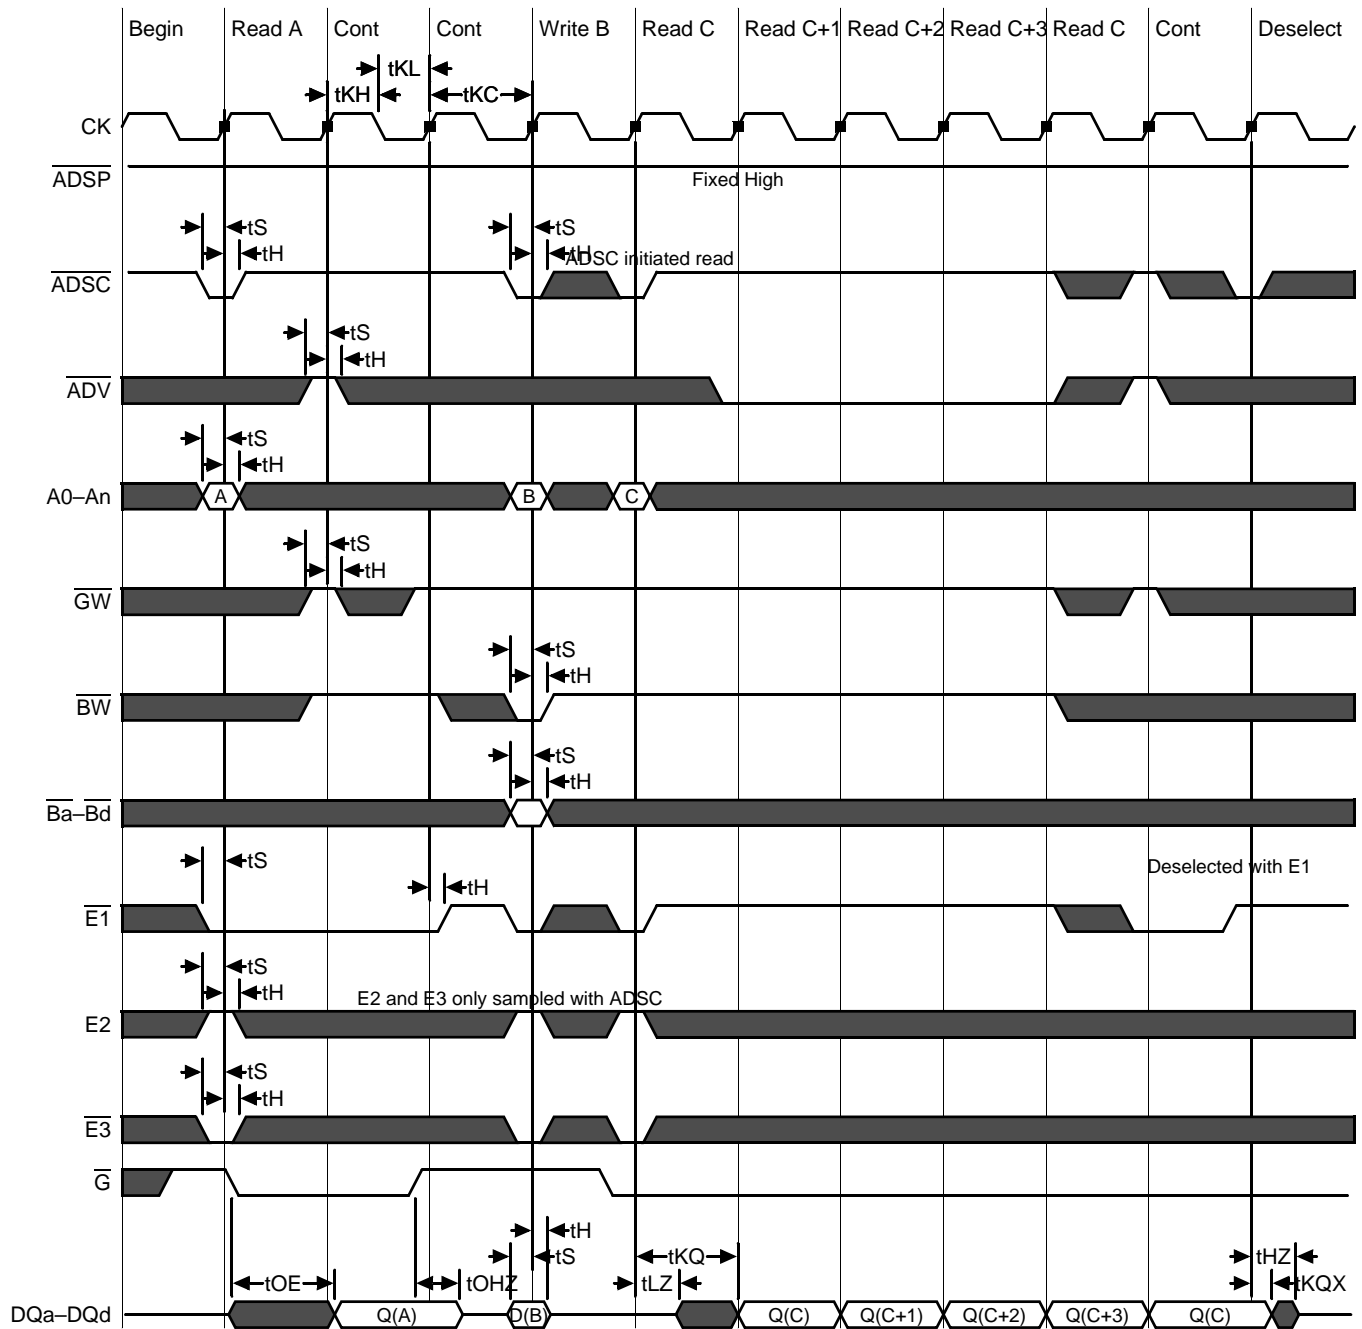 Begin Read A Cont Cont Write B Read C Read C+1 Read C+2 Read C+3 Read C Cont Deselect
tKL
tKH tKC
CK
ADSP
Fixed High
tS tS
tH tH
ADSC initiated read
ADSC
tS
tH
ADV
tS
tH
A0–An A B C
tS
tH
GW
tS
tH
BW
tS
tH
Ba–Bd
tS Deselected with E1
tH
E1
tS
tH
E2 and E3 only sampled with ADSC
E2
tS
tH
E3
G
tH
tS tKQ tHZ
tOE tOHZ tLZ tKQX
DQa–DQd Q(A) D(B) Q(C) Q(C+1) Q(C+2) Q(C+3) Q(C)